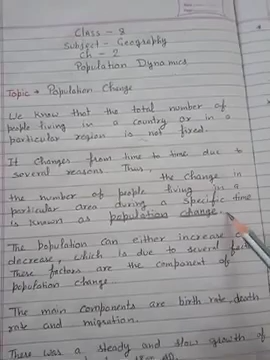 Class - 8
Subject - Geography
Ch - 2
Population Dynamics
Topic → Population Change
We know that the total number of
people living in a country or in a
particular region is not fixed.
It changes from time to time due to
several reasons. Thus, the change in
the number of people living in a
particular area during a specific time
is known as population change.
The population can either increase or
decrease, which is due to several factors
These factors are the component of
population change.
The main components are birth rate, death
rate and migration.
There was a steady and slow growth of